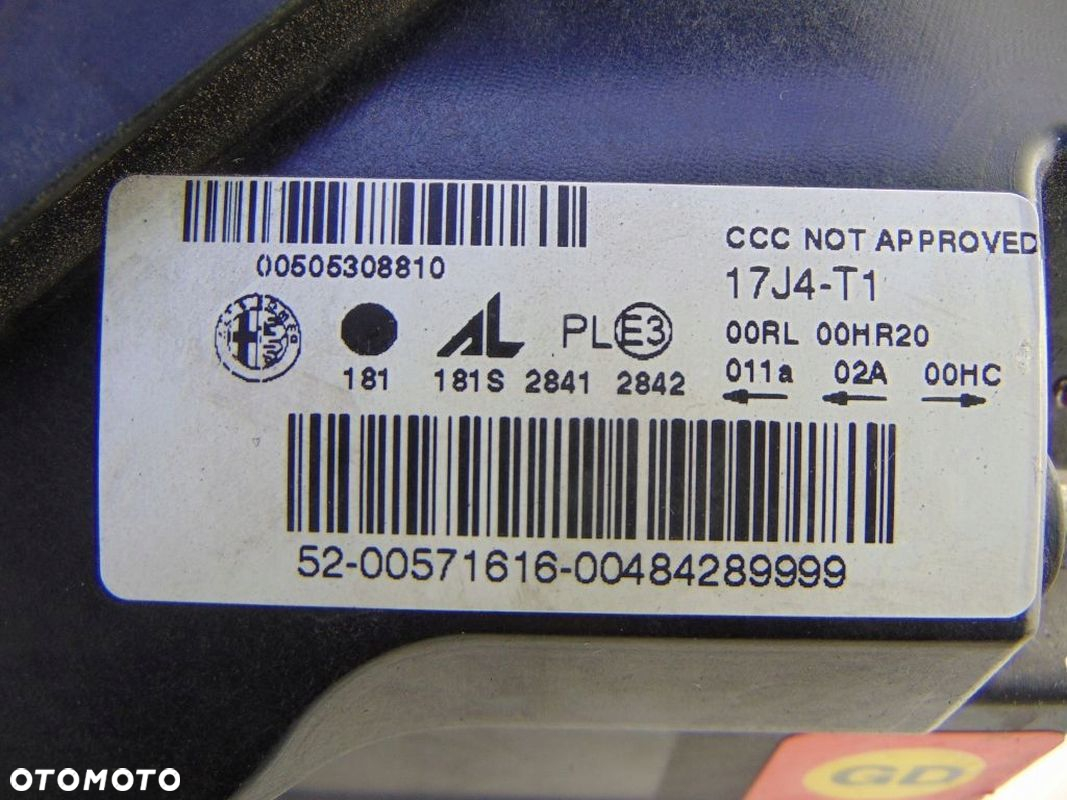 00505308810
CCC NOT APPROVED
17J4-T1
AL PL E3
00RL 00HR20
181 181S 2841 2842
011a 02A 00HC
52-00571616-00484289999
GD
OTOMOTO